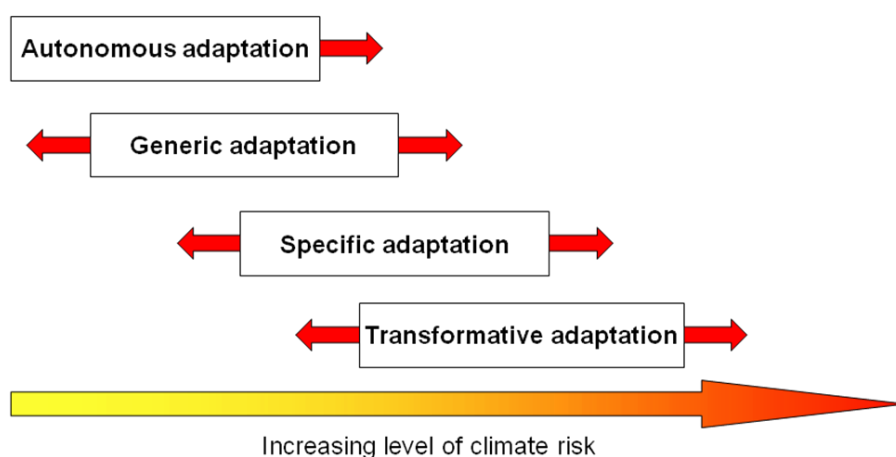 Autonomous adaptation
Generic adaptation
Specific adaptation
Transformative adaptation
Increasing level of climate risk